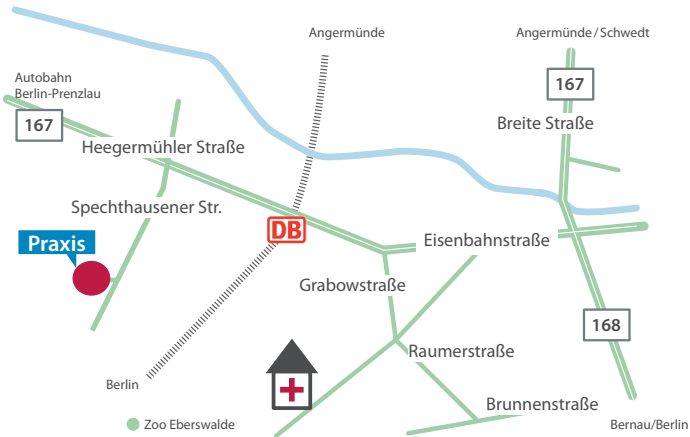 Angermünde
Angermünde / Schwedt
Autobahn
Berlin-Prenzlau
167
167
Breite Straße
Heegermühler Straße
Spechthausener Str.
DB
Praxis
Eisenbahnstraße
Grabowstraße
168
Raumerstraße
Berlin
Brunnenstraße
Zoo Eberswalde
Bernau/Berlin